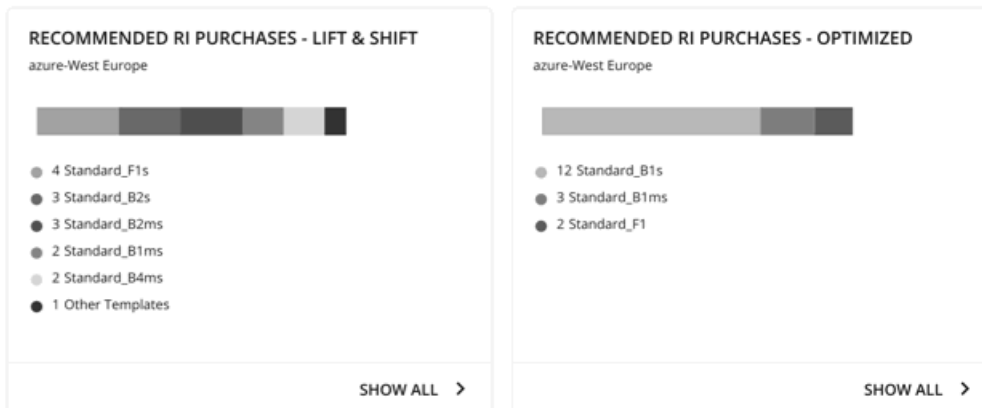 RECOMMENDED RI PURCHASES - LIFT & SHIFT
azure-West Europe
4 Standard_F1s
3 Standard_B2s
3 Standard_B2ms
2 Standard_B1ms
2 Standard_B4ms
1 Other Templates
SHOW ALL
RECOMMENDED RI PURCHASES - OPTIMIZED
azure-West Europe
12 Standard_B1s
3 Standard_B1ms
2 Standard_F1
SHOW ALL